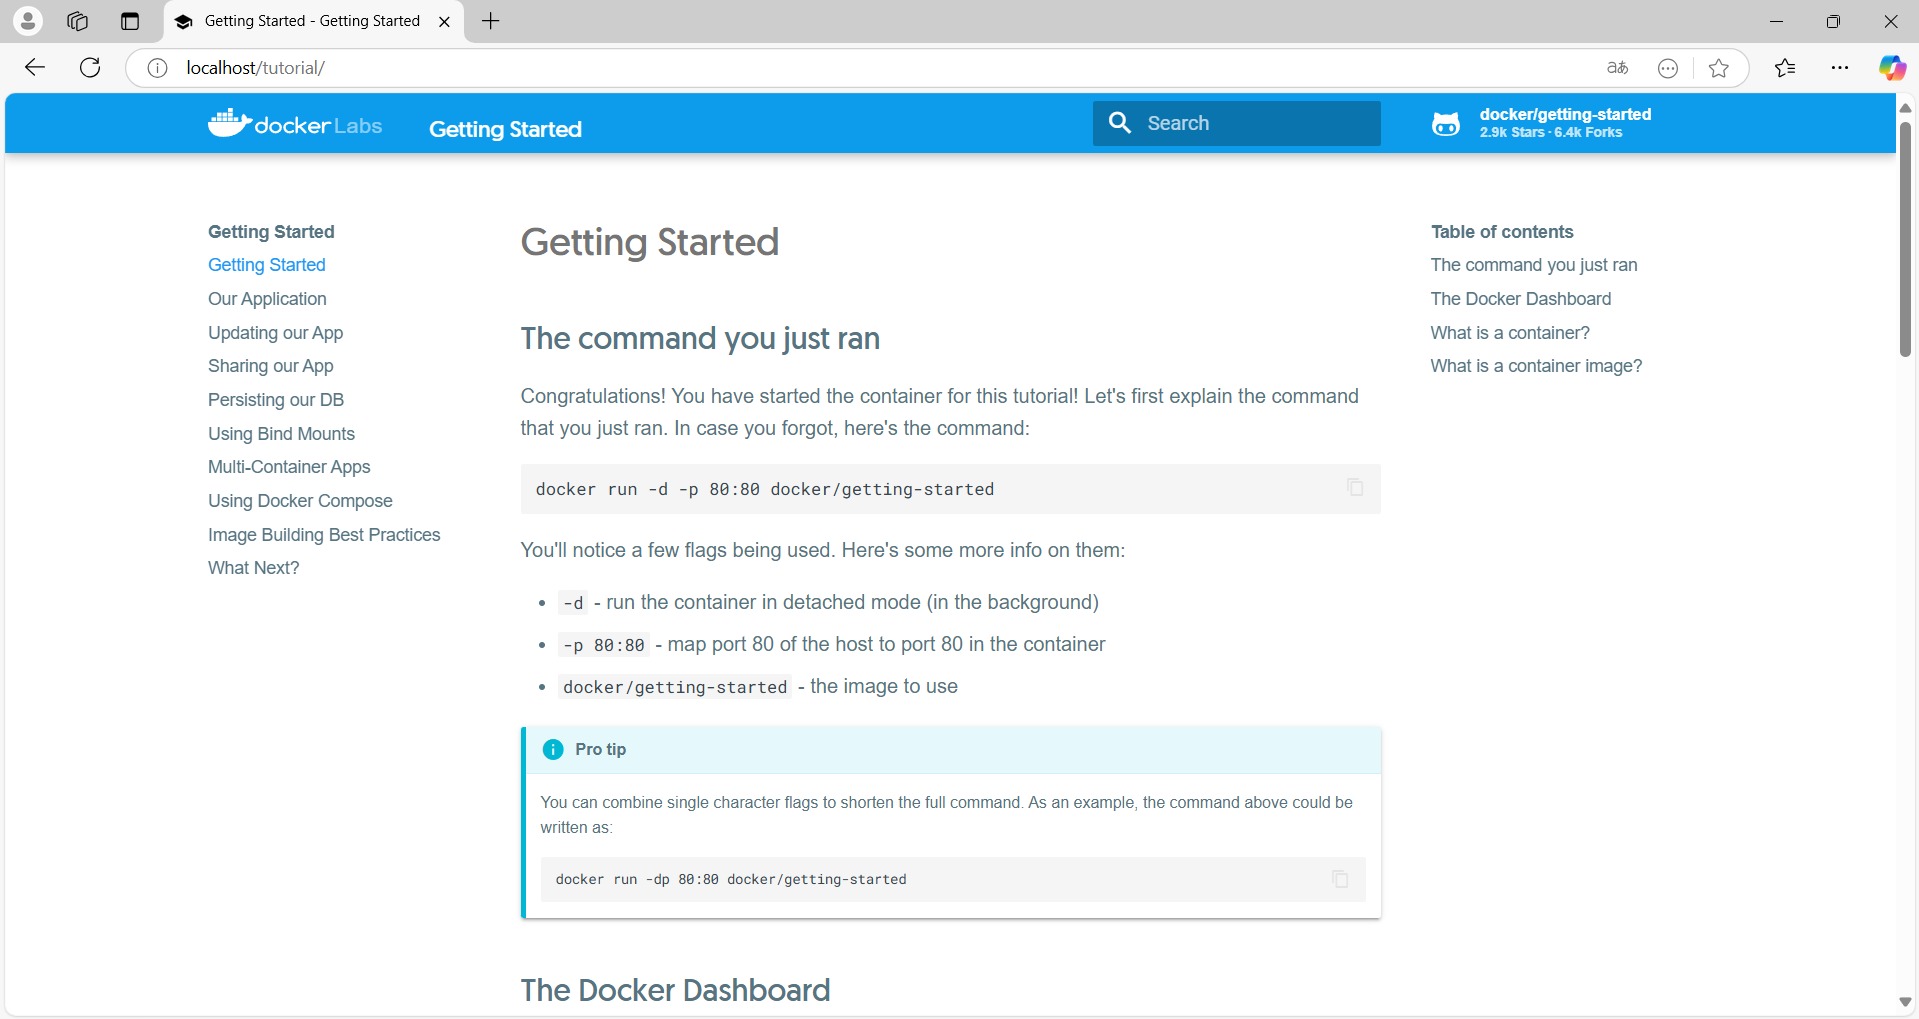 Getting Started - Getting Started
localhost/tutorial/
aあ
docker Labs
Getting Started
Search
docker/getting-started
2.9k Stars · 6.4k Forks
Getting Started
Getting Started
Our Application
Updating our App
Sharing our App
Persisting our DB
Using Bind Mounts
Multi-Container Apps
Using Docker Compose
Image Building Best Practices
What Next?
Getting Started
The command you just ran
Congratulations! You have started the container for this tutorial! Let's first explain the command
that you just ran. In case you forgot, here's the command:
docker run -d -p 80:80 docker/getting-started
You'll notice a few flags being used. Here's some more info on them:
• -d - run the container in detached mode (in the background)
• -p 80:80 - map port 80 of the host to port 80 in the container
• docker/getting-started - the image to use
Pro tip
You can combine single character flags to shorten the full command. As an example, the command above could be
written as:
docker run -dp 80:80 docker/getting-started
The Docker Dashboard
Table of contents
The command you just ran
The Docker Dashboard
What is a container?
What is a container image?